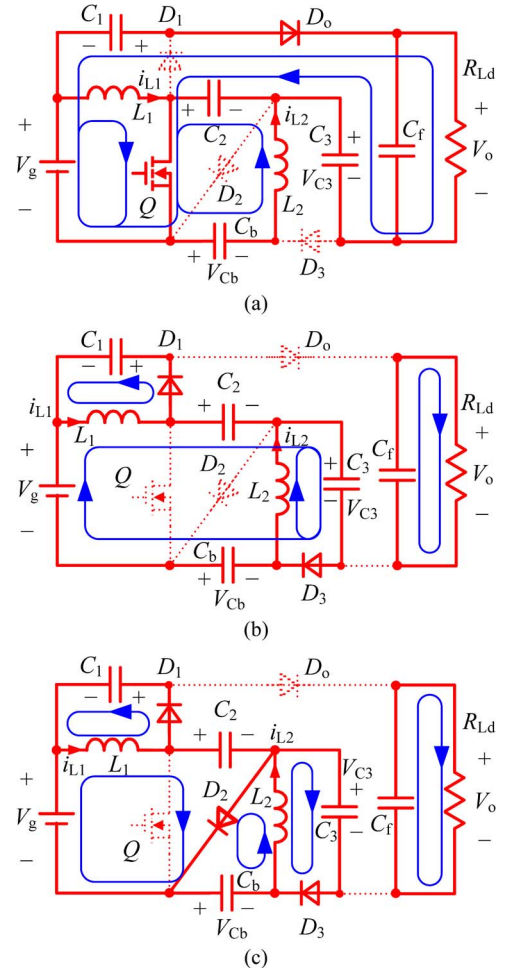 C1 D1 Do
− +
iL1 iL2 RLd
+ L1 + − + +
C2 C3 Cf
Vg VC3 Vo
− Q D2 L2 − −
Cb
+ − D3
VCb
(a)
C1 D1 Do
− + C2
iL1 + − iL2 RLd
L1
+ D2 + C3 Cf +
Vg Q L2 − VC3 Vo
− Cb −
+ − D3
VCb
(b)
C1 D1 Do
− + C2
iL1 L1 + − iL2 RLd
+ D2 L2 VC3 + +
Vg C3 Cf Vo
− Q − −
Cb
+ − D3
VCb
(c)